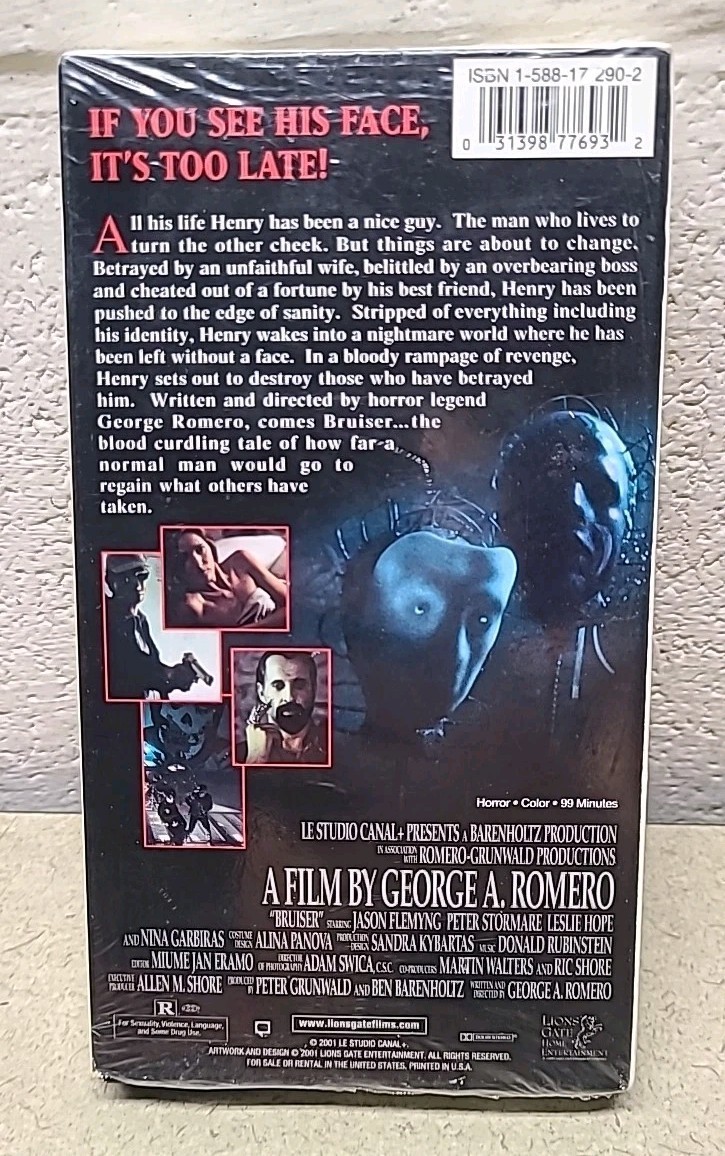 ISBN 1-588-17 290-2
0 31398 77693 2
IF YOU SEE HIS FACE,
IT'S TOO LATE!
All his life Henry has been a nice guy. The man who lives to
turn the other cheek. But things are about to change.
Betrayed by an unfaithful wife, belittled by an overbearing boss
and cheated out of a fortune by his best friend, Henry has been
pushed to the edge of sanity. Stripped of everything including
his identity, Henry wakes into a nightmare world where he has
been left without a face. In a bloody rampage of revenge,
Henry sets out to destroy those who have betrayed
him. Written and directed by horror legend
George Romero, comes Bruiser...the
blood curdling tale of how far a
normal man would go to
regain what others have
taken.
Horror • Color • 99 Minutes
LE STUDIO CANAL+ PRESENTS A BARENHOLTZ PRODUCTION
IN ASSOCIATION WITH ROMERO-GRUNWALD PRODUCTIONS
A FILM BY GEORGE A. ROMERO
"BRUISER" STARRING JASON FLEMYNG PETER STORMARE LESLIE HOPE
AND NINA GARBIRAS COSTUME DESIGN ALINA PANOVA PRODUCTION DESIGN SANDRA KYBARTAS MUSIC DONALD RUBINSTEIN
EDITOR MIUME JAN ERAMO DIRECTOR OF PHOTOGRAPHY ADAM SWICA, CSC CO-PRODUCERS MARTIN WALTERS AND RIC SHORE
EXECUTIVE PRODUCER ALLEN M. SHORE PRODUCED BY PETER GRUNWALD AND BEN BARENHOLTZ WRITTEN AND DIRECTED BY GEORGE A. ROMERO
R
For Sexuality, Violence, Language,
and Some Drug Use.
www.lionsgatefilms.com
LIONS
GATE
HOME
ENTERTAINMENT
© 2001 LE STUDIO CANAL+.
ARTWORK AND DESIGN © 2001 LIONS GATE ENTERTAINMENT. ALL RIGHTS RESERVED.
FOR SALE OR RENTAL IN THE UNITED STATES. PRINTED IN U.S.A.